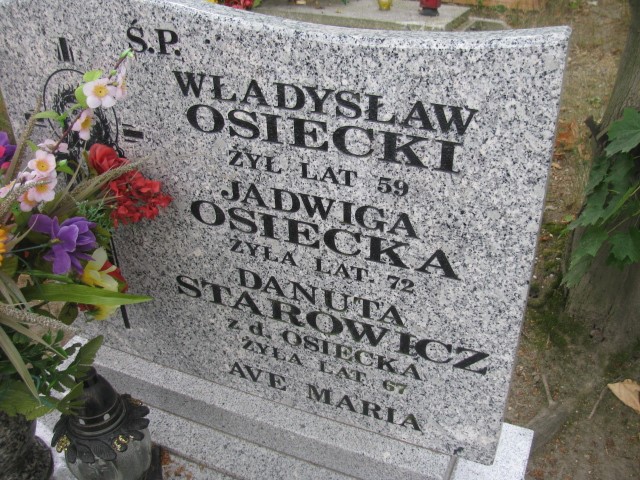 Ś.P.
WŁADYSŁAW
OSIECKI
ŻYŁ LAT 59
JADWIGA
OSIECKA
ŻYŁA LAT. 72
DANUTA
STAROWICZ
z d. OSIECKA
ŻYŁA LAT 67
AVE MARIA